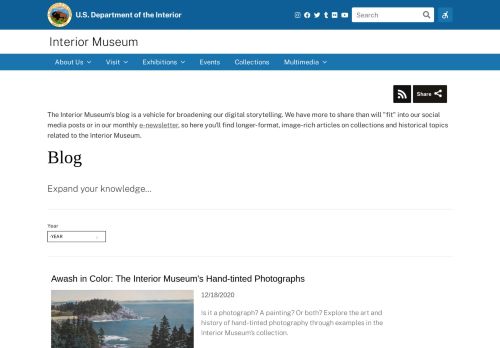 U.S. Department of the Interior
Search
Interior Museum
About Us
Visit
Exhibitions
Events
Collections
Multimedia
Share
The Interior Museum's blog is a vehicle for broadening our digital storytelling. We have more to share than will "fit" into our social
media posts or in our monthly e-newsletter, so here you'll find longer-format, image-rich articles on collections and historical topics
related to the Interior Museum.
Blog
Expand your knowledge...
Year
-YEAR
Awash in Color: The Interior Museum's Hand-tinted Photographs
12/18/2020
Is it a photograph? A painting? Or both? Explore the art and
history of hand-tinted photography through examples in the
Interior Museum's collection.